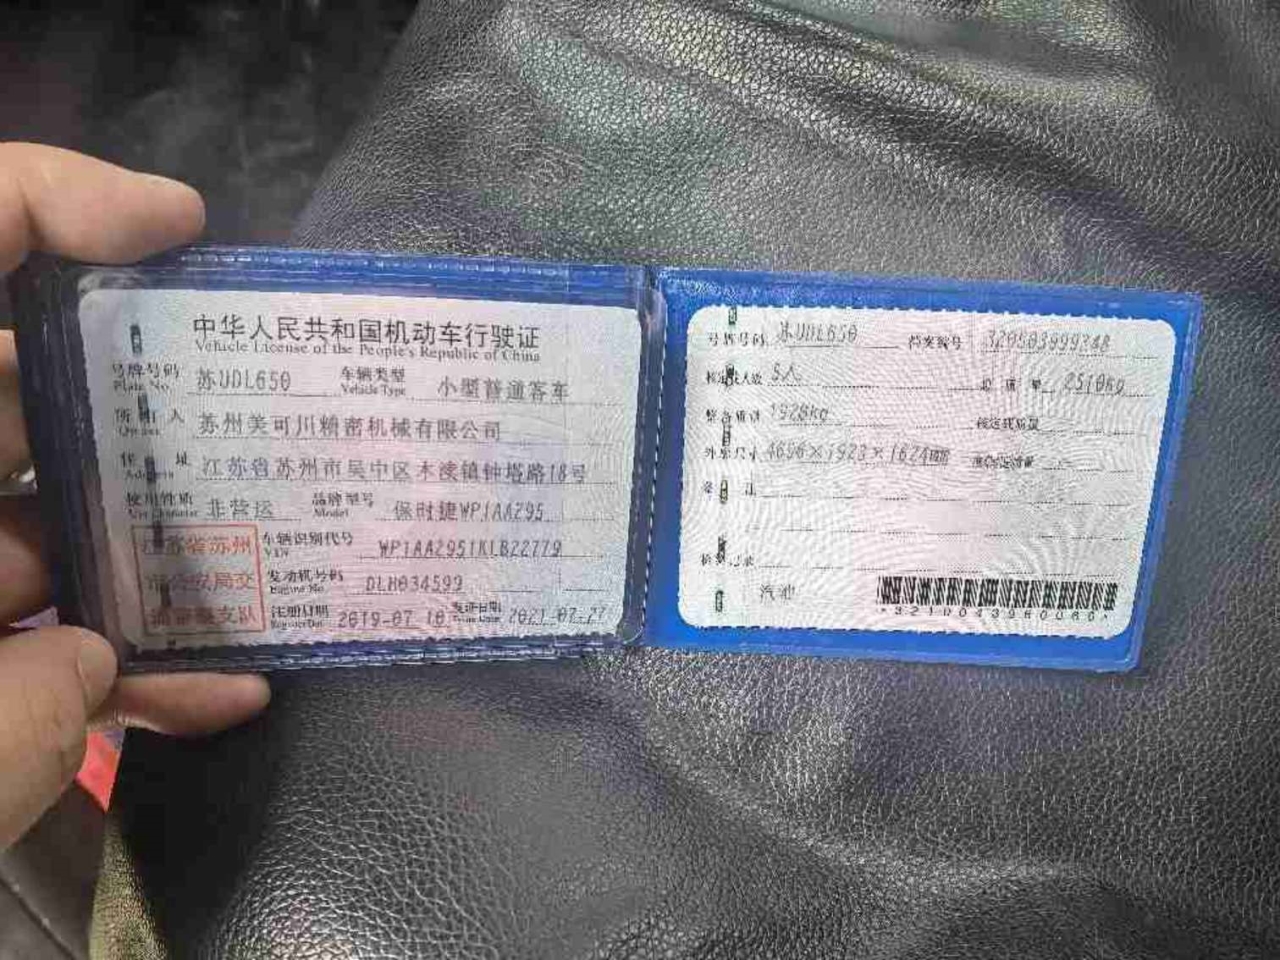 中华人民共和国机动车行驶证
Vehicle License of the People's Republic of China
号牌号码 苏UDL650 车辆类型 小型普通客车
Plate No. Vehicle Type
所有人 苏州美可川精密机械有限公司
住址 江苏省苏州市吴中区木渎镇钟塔路18号
使用性质 非营运 品牌型号 保时捷WP1AA295
Use Character Model
江苏省苏州
市公安局交
通警察支队
车辆识别代号 WP1AA2951KLB22779
VIN
发动机号码 DLH034599
Engine No.
注册日期 2019-07-10 发证日期 2021-07-27
Register Date Issue Date
号牌号码 苏UDL650 档案编号
核定载人数 5人 总质量 2510kg
整备质量 1928kg 核定载质量
外廓尺寸 4696×1923×1624mm 准牵引总质量 --
备注
检验记录
汽油
*3210043960080*